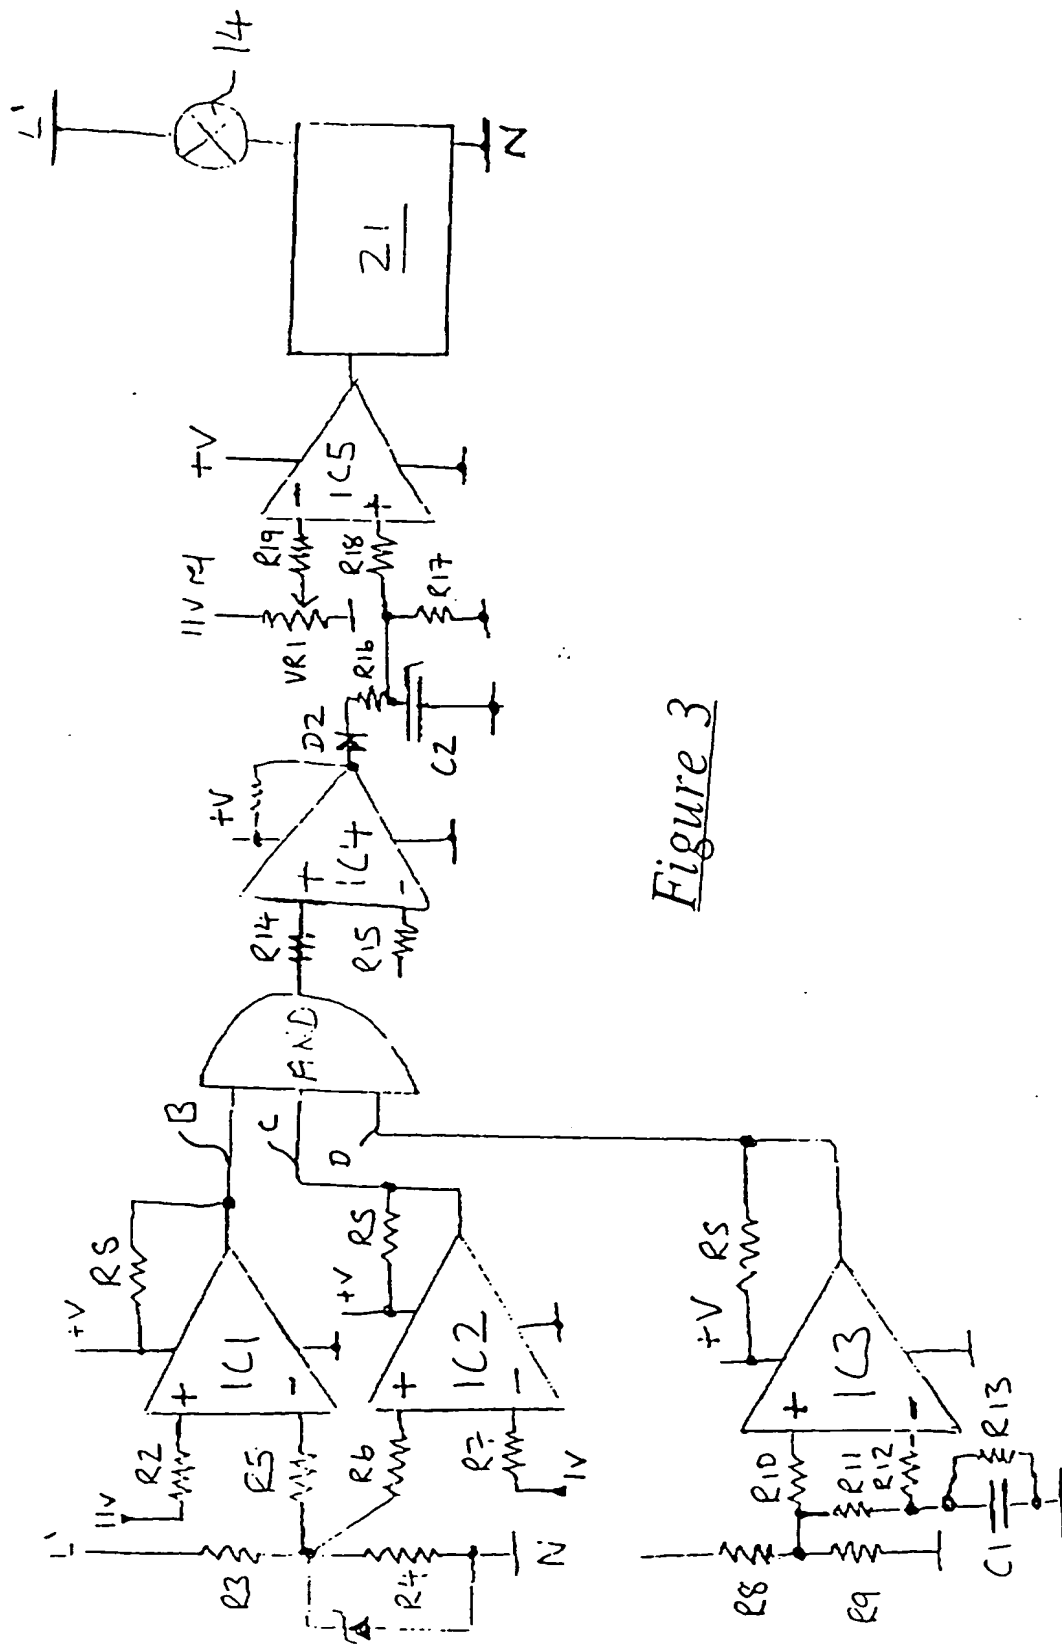 L'
14
21
N
+V
IC5
-
+
R19
R18
11v ref
VR1
R17
R16
D2
C2
+V
IC4
+
-
R14
R15
AND
B
C
D
+V
RS
IC1
+
-
R2
R5
11v
L'
R3
R4
N
+V
RS
IC2
+
-
R6
R7
1v
+V
RS
IC3
+
-
R10
R11
R12
R13
C1
R8
R9
Figure 3